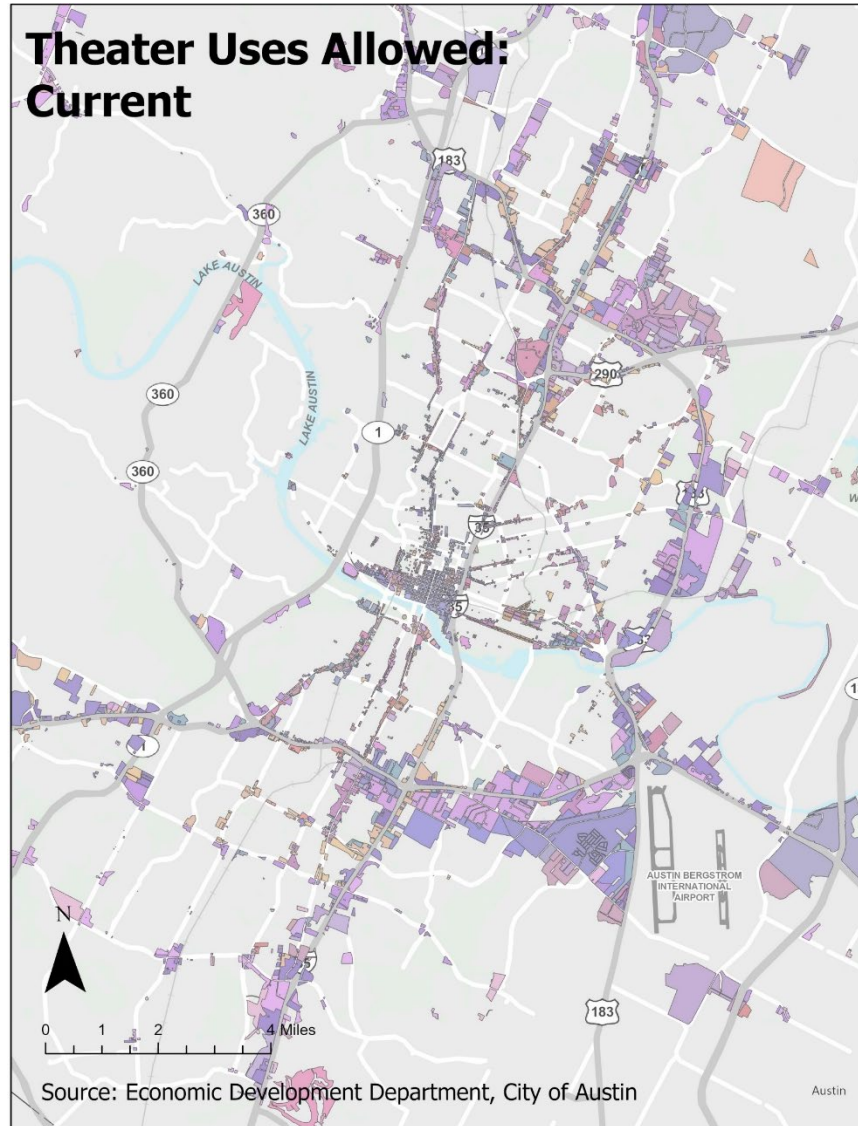 Theater Uses Allowed:
Current
183
360
LAKE AUSTIN
360
290
LAKE AUSTIN
1
360
35
35
1
AUSTIN BERGSTROM
INTERNATIONAL
AIRPORT
N
0 1 2 4 Miles
183
Source: Economic Development Department, City of Austin
Austin